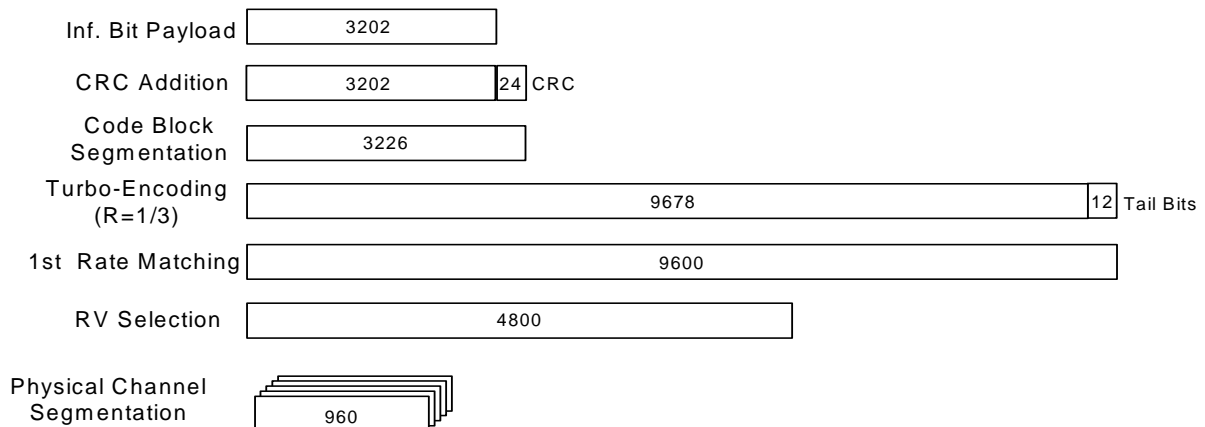 Inf. Bit Payload 3202
CRC Addition 3202 24 CRC
Code Block
Segmentation 3226
Turbo-Encoding
(R=1/3) 9678 12 Tail Bits
1st Rate Matching 9600
RV Selection 4800
Physical Channel
Segmentation 960